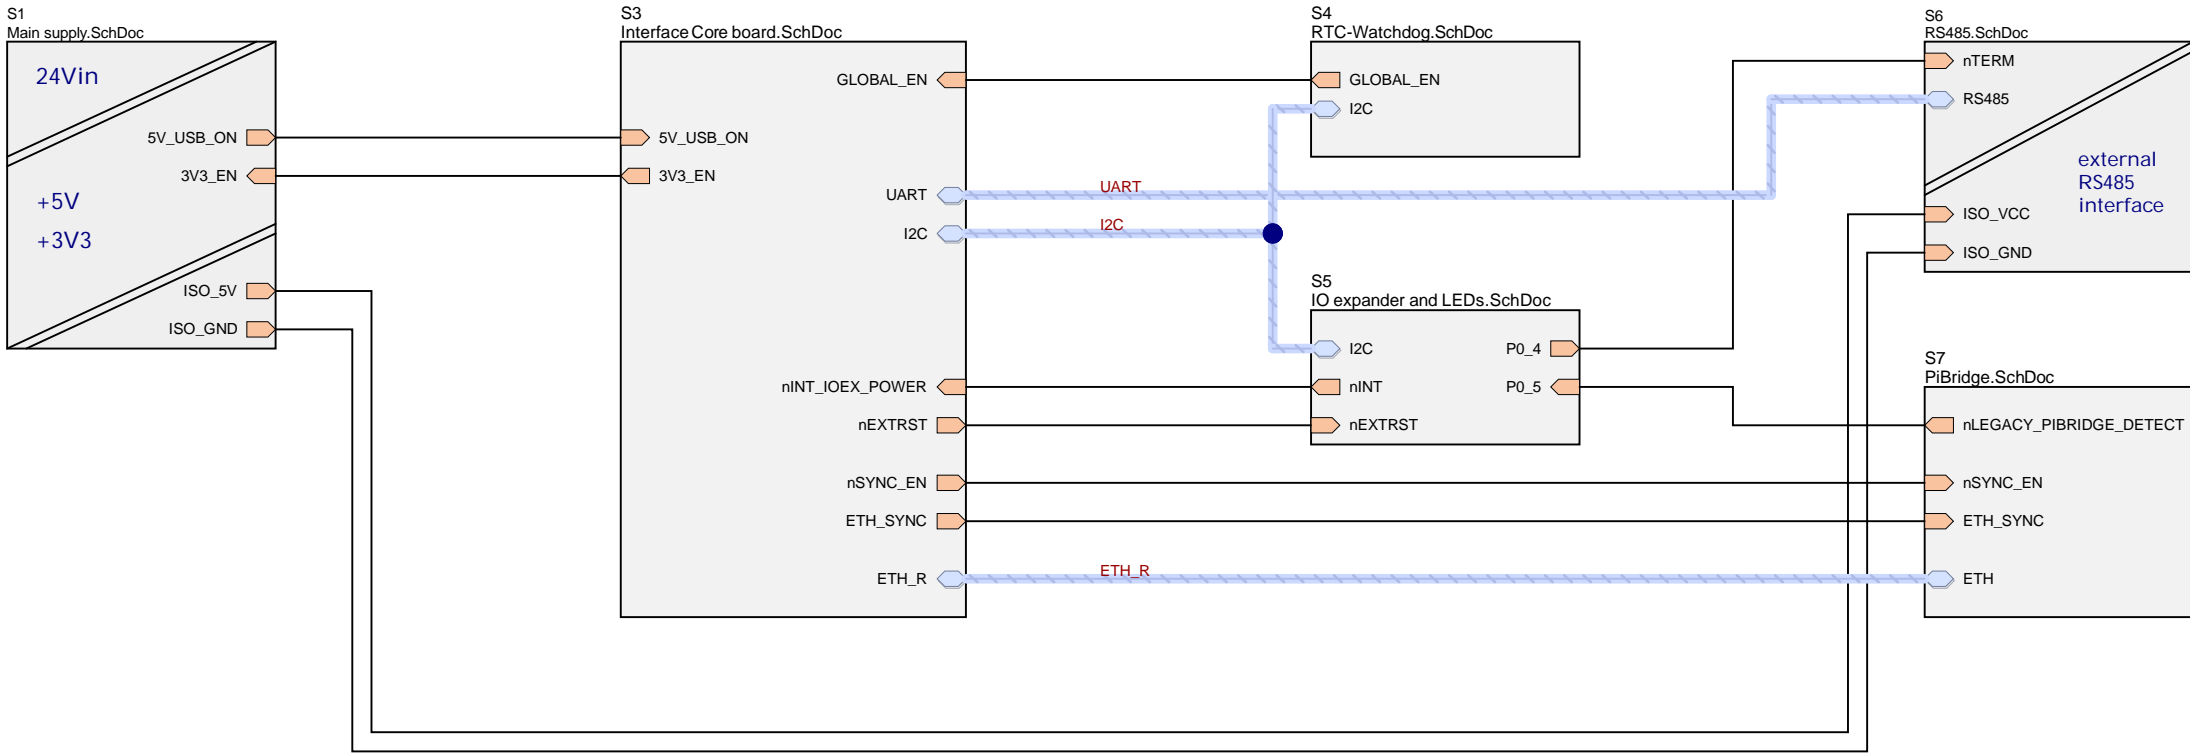 S1
Main supply.SchDoc
24Vin
5V_USB_ON
3V3_EN
+5V
+3V3
ISO_5V
ISO_GND
S3
Interface Core board.SchDoc
GLOBAL_EN
5V_USB_ON
3V3_EN
UART
I2C
nINT_IOEX_POWER
nEXTRST
nSYNC_EN
ETH_SYNC
ETH_R
UART
I2C
ETH_R
S4
RTC-Watchdog.SchDoc
GLOBAL_EN
I2C
S5
IO expander and LEDs.SchDoc
I2C
P0_4
nINT
P0_5
nEXTRST
S6
RS485.SchDoc
nTERM
RS485
external
RS485
interface
ISO_VCC
ISO_GND
S7
PiBridge.SchDoc
nLEGACY_PIBRIDGE_DETECT
nSYNC_EN
ETH_SYNC
ETH